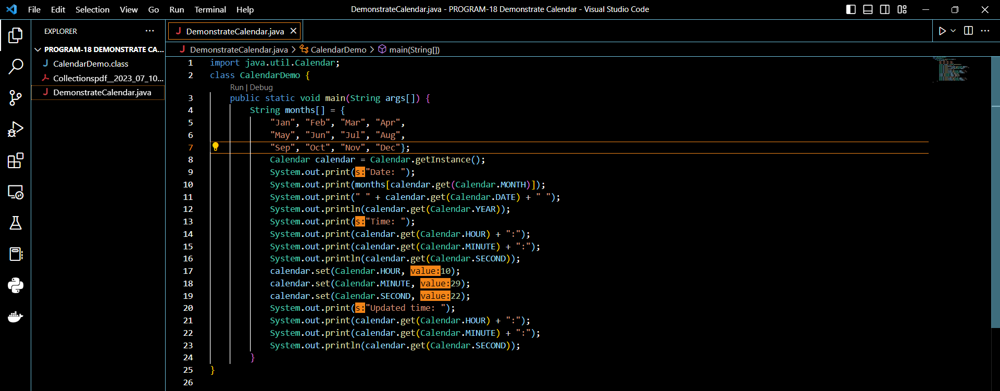 File Edit Selection View Go Run Terminal Help
DemonstrateCalendar.java - PROGRAM-18 Demonstrate Calendar - Visual Studio Code
EXPLORER ...
PROGRAM-18 DEMONSTRATE CA...
CalendarDemo.class
Collectionspdf__2023_07_10...
DemonstrateCalendar.java
DemonstrateCalendar.java
DemonstrateCalendar.java > CalendarDemo > main(String[])
1 import java.util.Calendar;
2 class CalendarDemo {
Run | Debug
3 public static void main(String args[]) {
4 String months[] = {
5 "Jan", "Feb", "Mar", "Apr",
6 "May", "Jun", "Jul", "Aug",
7 "Sep", "Oct", "Nov", "Dec"};
8 Calendar calendar = Calendar.getInstance();
9 System.out.print(s:"Date: ");
10 System.out.print(months[calendar.get(Calendar.MONTH)]);
11 System.out.print(" " + calendar.get(Calendar.DATE) + " ");
12 System.out.println(calendar.get(Calendar.YEAR));
13 System.out.print(s:"Time: ");
14 System.out.print(calendar.get(Calendar.HOUR) + ":");
15 System.out.print(calendar.get(Calendar.MINUTE) + ":");
16 System.out.println(calendar.get(Calendar.SECOND));
17 calendar.set(Calendar.HOUR, value:10);
18 calendar.set(Calendar.MINUTE, value:29);
19 calendar.set(Calendar.SECOND, value:22);
20 System.out.print(s:"Updated time: ");
21 System.out.print(calendar.get(Calendar.HOUR) + ":");
22 System.out.print(calendar.get(Calendar.MINUTE) + ":");
23 System.out.println(calendar.get(Calendar.SECOND));
24 }
25 }
26